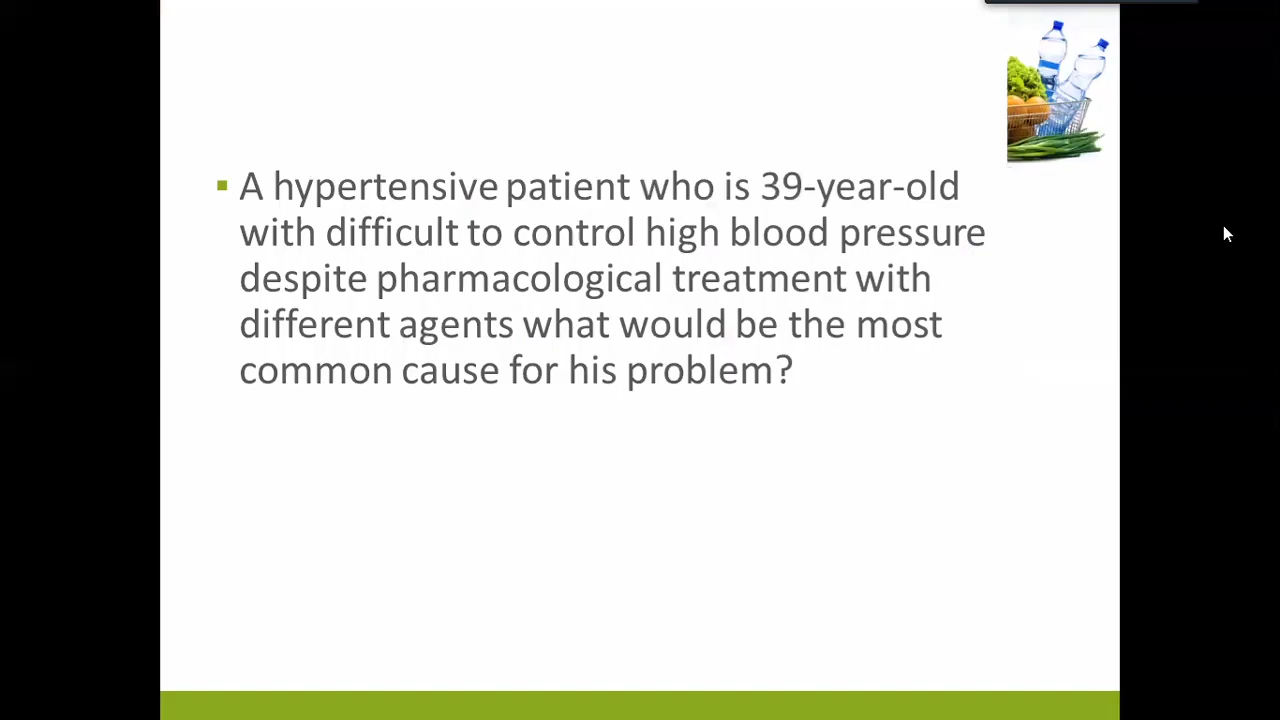 ▪ A hypertensive patient who is 39-year-old
with difficult to control high blood pressure
despite pharmacological treatment with
different agents what would be the most
common cause for his problem?